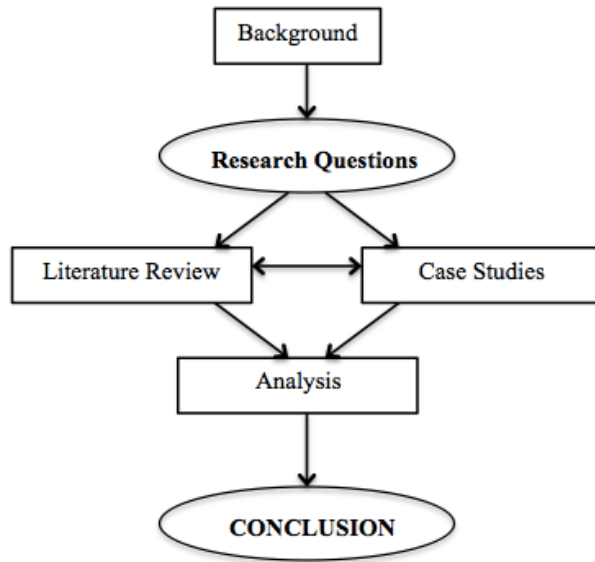 Background
Research Questions
Literature Review
Case Studies
Analysis
CONCLUSION